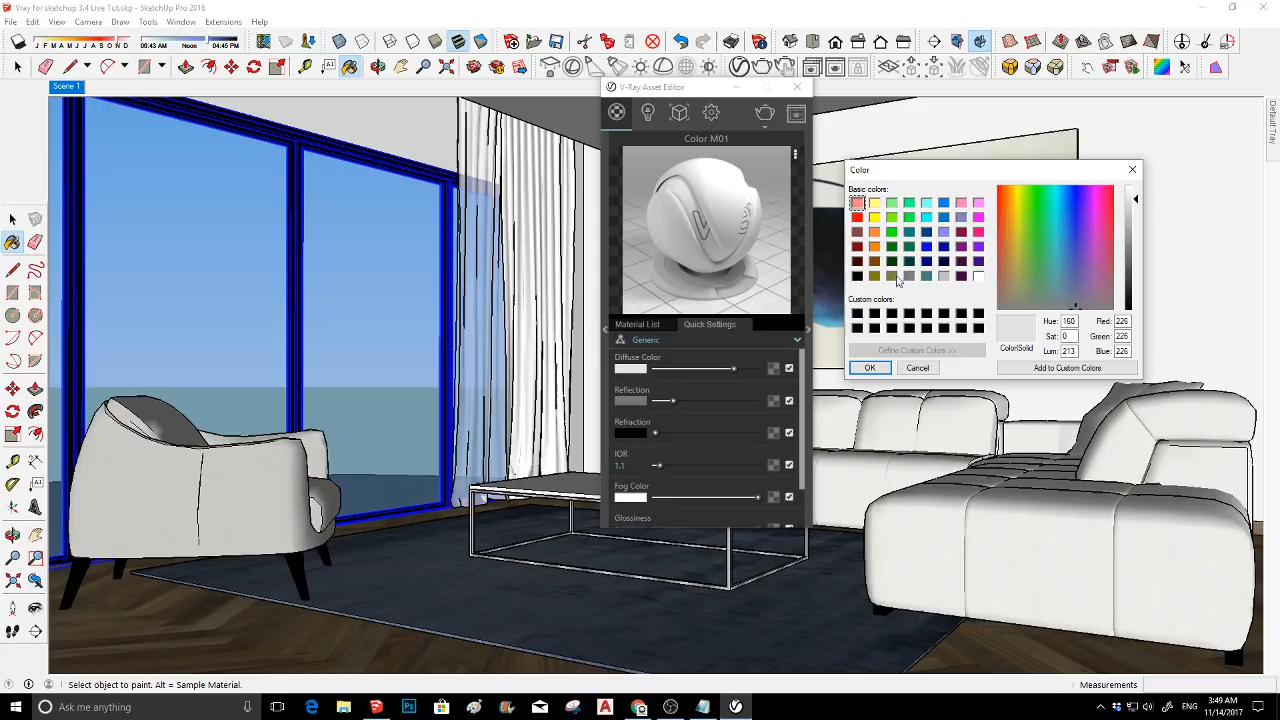 Vray for sketchup 3.4 Live Tut.skp - SketchUp Pro 2016
File Edit View Camera Draw Tools Window Extensions Help
J F M A M J J A S O N D
06:43 AM Noon 04:45 PM
Scene 1
V-Ray Asset Editor
Color M01
Material List Quick Settings
Generic
Diffuse Color
Reflection
Refraction
IOR
1.1
Fog Color
Glossiness
Color
Basic colors:
Custom colors:
Define Custom Colors >>
OK Cancel
Color|Solid
Hue: 160 Red: 226
Sat: 0 Green: 226
Lum: 213 Blue: 226
Add to Custom Colors
Default Tray
Select object to paint. Alt = Sample Material.
Measurements
Ask me anything
3:49 AM
11/14/2017